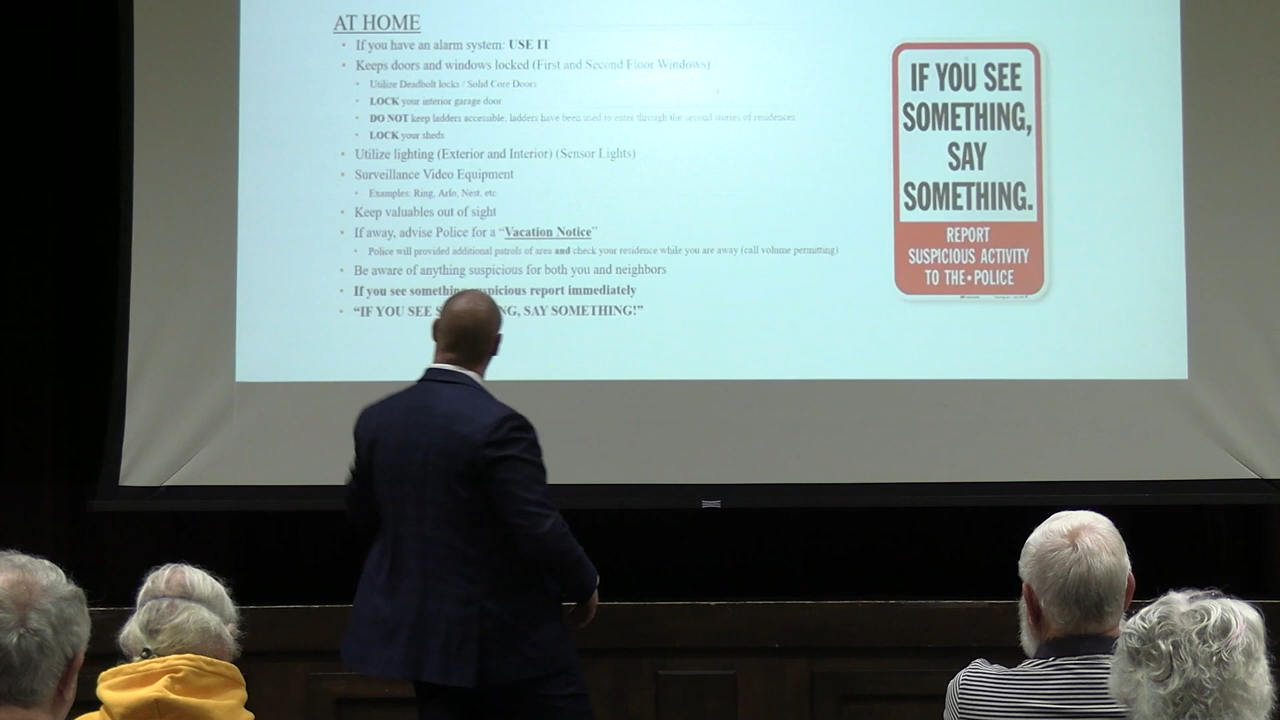 AT HOME
If you have an alarm system: USE IT
Keeps doors and windows locked (First and Second Floor Windows)
Utilize Deadbolt locks / Solid Core Doors
LOCK your interior garage door
DO NOT keep ladders accessible, ladders have been used to enter through the second stories of residences
LOCK your sheds
Utilize lighting (Exterior and Interior) (Sensor Lights)
Surveillance Video Equipment
Examples: Ring, Arlo, Nest, etc
Keep valuables out of sight
If away, advise Police for a “Vacation Notice”
Police will provided additional patrols of area and check your residence while you are away (call volume permitting)
Be aware of anything suspicious for both you and neighbors
If you see something suspicious report immediately
“IF YOU SEE S NG, SAY SOMETHING!”
IF YOU SEE
SOMETHING,
SAY
SOMETHING.
REPORT
SUSPICIOUS ACTIVITY
TO THE•POLICE